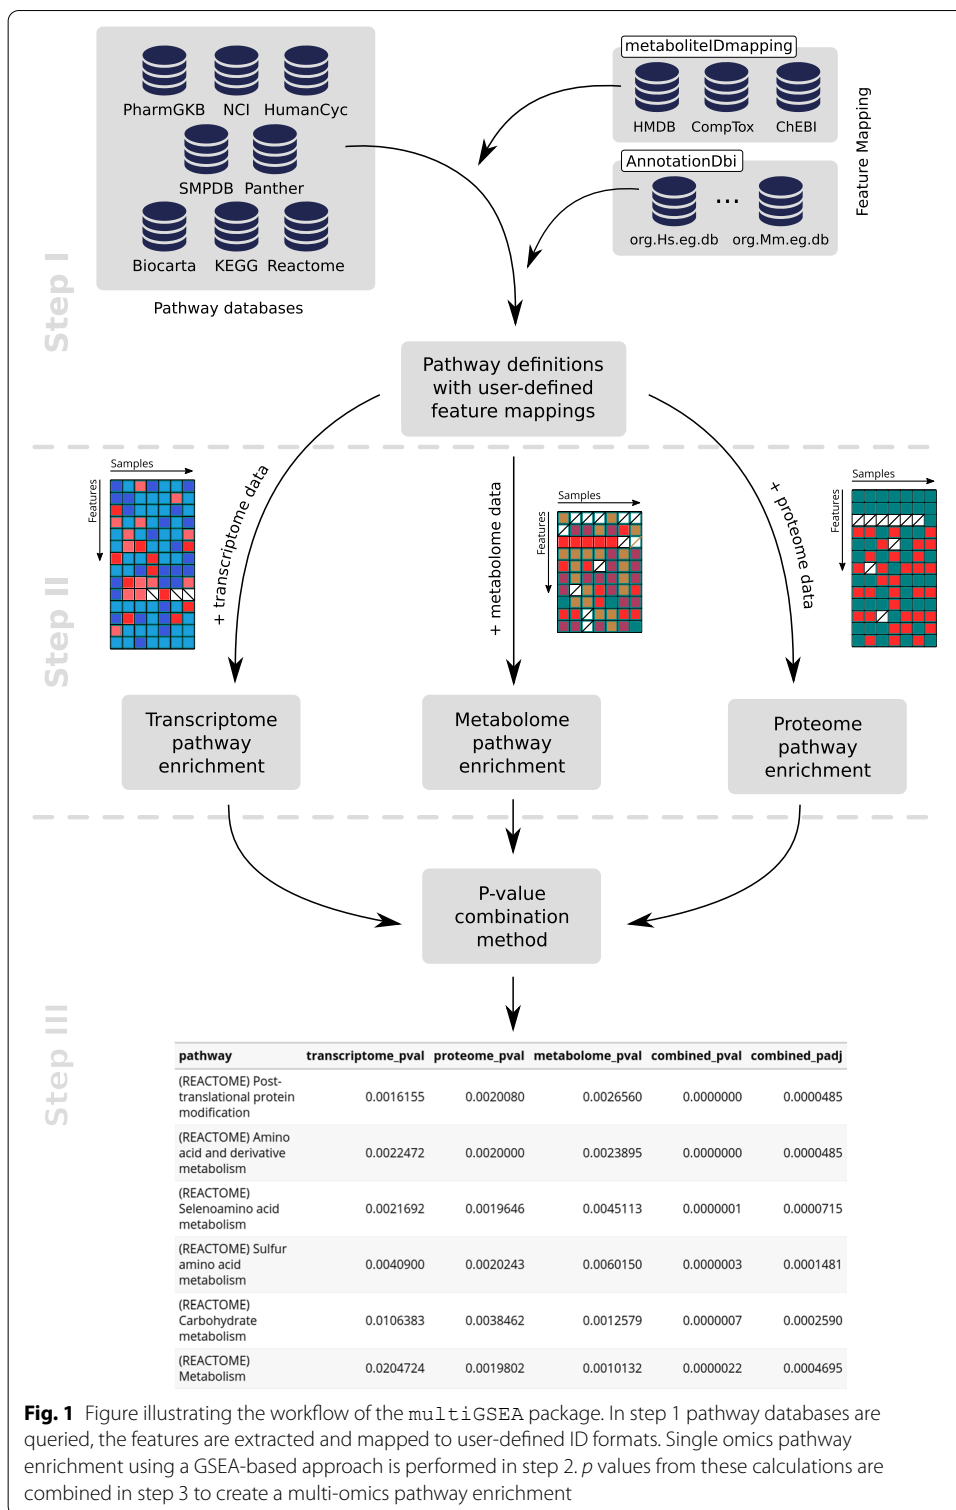 PharmGKB NCI HumanCyc
SMPDB Panther
Biocarta KEGG Reactome
Pathway databases
metaboliteIDmapping
HMDB CompTox ChEBI
AnnotationDbi
...
org.Hs.eg.db org.Mm.eg.db
Feature Mapping
Step I
Pathway definitions
with user-defined
feature mappings
Step II
Samples
Features
+ transcriptome data
+ metabolome data
Samples
Features
+ proteome data
Samples
Features
Transcriptome
pathway
enrichment
Metabolome
pathway
enrichment
Proteome
pathway
enrichment
Step III
P-value
combination
method
pathway transcriptome_pval proteome_pval metabolome_pval combined_pval combined_padj
(REACTOME) Post-
translational protein 0.0016155 0.0020080 0.0026560 0.0000000 0.0000485
modification
(REACTOME) Amino
acid and derivative 0.0022472 0.0020000 0.0023895 0.0000000 0.0000485
metabolism
(REACTOME)
Selenoamino acid 0.0021692 0.0019646 0.0045113 0.0000001 0.0000715
metabolism
(REACTOME) Sulfur
amino acid 0.0040900 0.0020243 0.0060150 0.0000003 0.0001481
metabolism
(REACTOME)
Carbohydrate 0.0106383 0.0038462 0.0012579 0.0000007 0.0002590
metabolism
(REACTOME)
Metabolism 0.0204724 0.0019802 0.0010132 0.0000022 0.0004695
Fig. 1 Figure illustrating the workflow of the multiGSEA package. In step 1 pathway databases are
queried, the features are extracted and mapped to user-defined ID formats. Single omics pathway
enrichment using a GSEA-based approach is performed in step 2. p values from these calculations are
combined in step 3 to create a multi-omics pathway enrichment